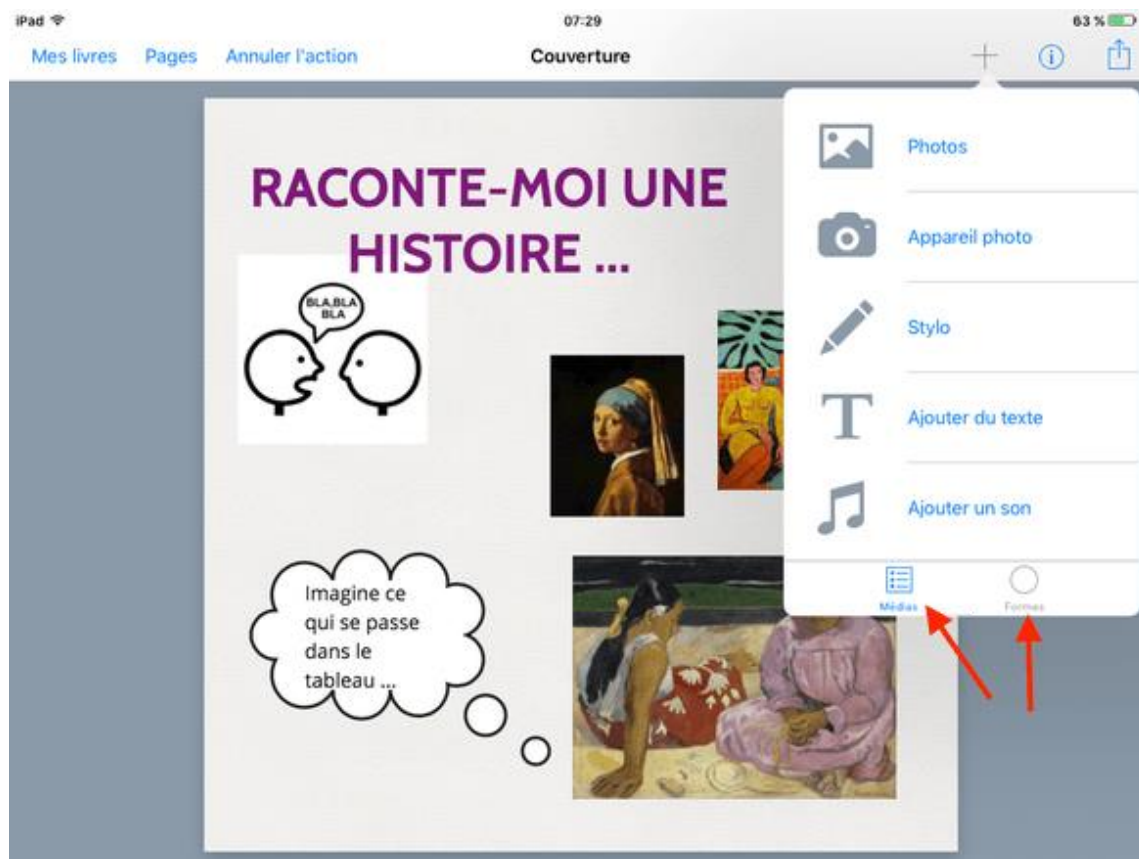 iPad 07:29 63 %
Mes livres Pages Annuler l'action Couverture
RACONTE-MOI UNE
HISTOIRE ...
BLA,BLA
BLA
Imagine ce
qui se passe
dans le
tableau ...
Photos
Appareil photo
Stylo
Ajouter du texte
Ajouter un son
Médias Formes